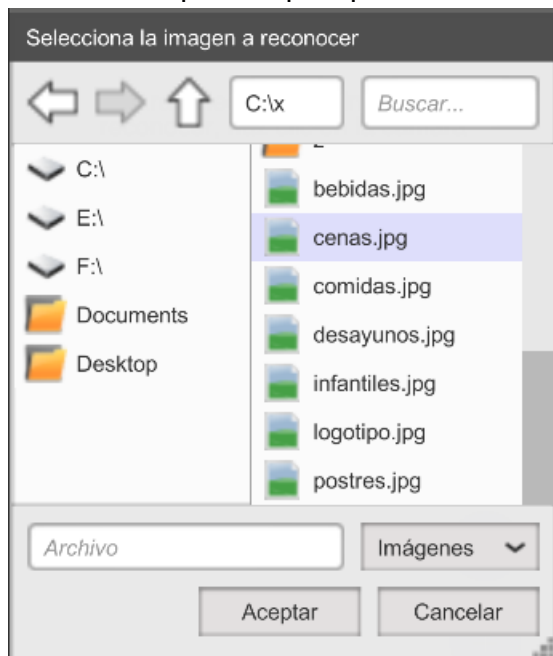 Selecciona la imagen a reconocer
C:\x
Buscar...
C:\
E:\
F:\
Documents
Desktop
bebidas.jpg
cenas.jpg
comidas.jpg
desayunos.jpg
infantiles.jpg
logotipo.jpg
postres.jpg
Archivo
Imágenes
Aceptar
Cancelar